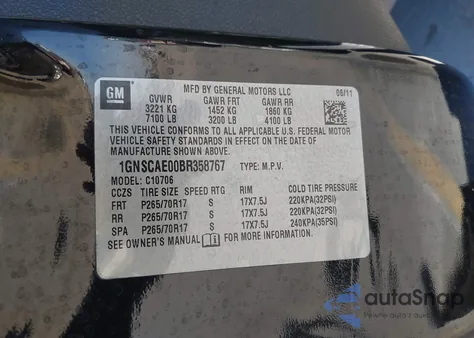 GM
MFD BY GENERAL MOTORS LLC 06/11
GVWR GAWR FRT GAWR RR
3221 KG 1452 KG 1860 KG
7100 LB 3200 LB 4100 LB
THIS VEHICLE CONFORMS TO ALL APPLICABLE U.S. FEDERAL MOTOR
VEHICLE SAFETY STANDARDS IN EFFECT ON THE DATE OF
MANUFACTURE SHOWN ABOVE.
1GNSCAE00BR358767 TYPE: M.P.V.
MODEL: C10706
TIRE SIZE SPEED RTG RIM COLD TIRE PRESSURE
FRT P265/70R17 S 17X7.5J 220KPA(32PSI)
RR P265/70R17 S 17X7.5J 220KPA(32PSI)
SPA P265/70R17 S 17X7.5J 240KPA(35PSI)
SEE OWNER'S MANUAL FOR MORE INFORMATION.
autaSnap
Pewne auto z USA